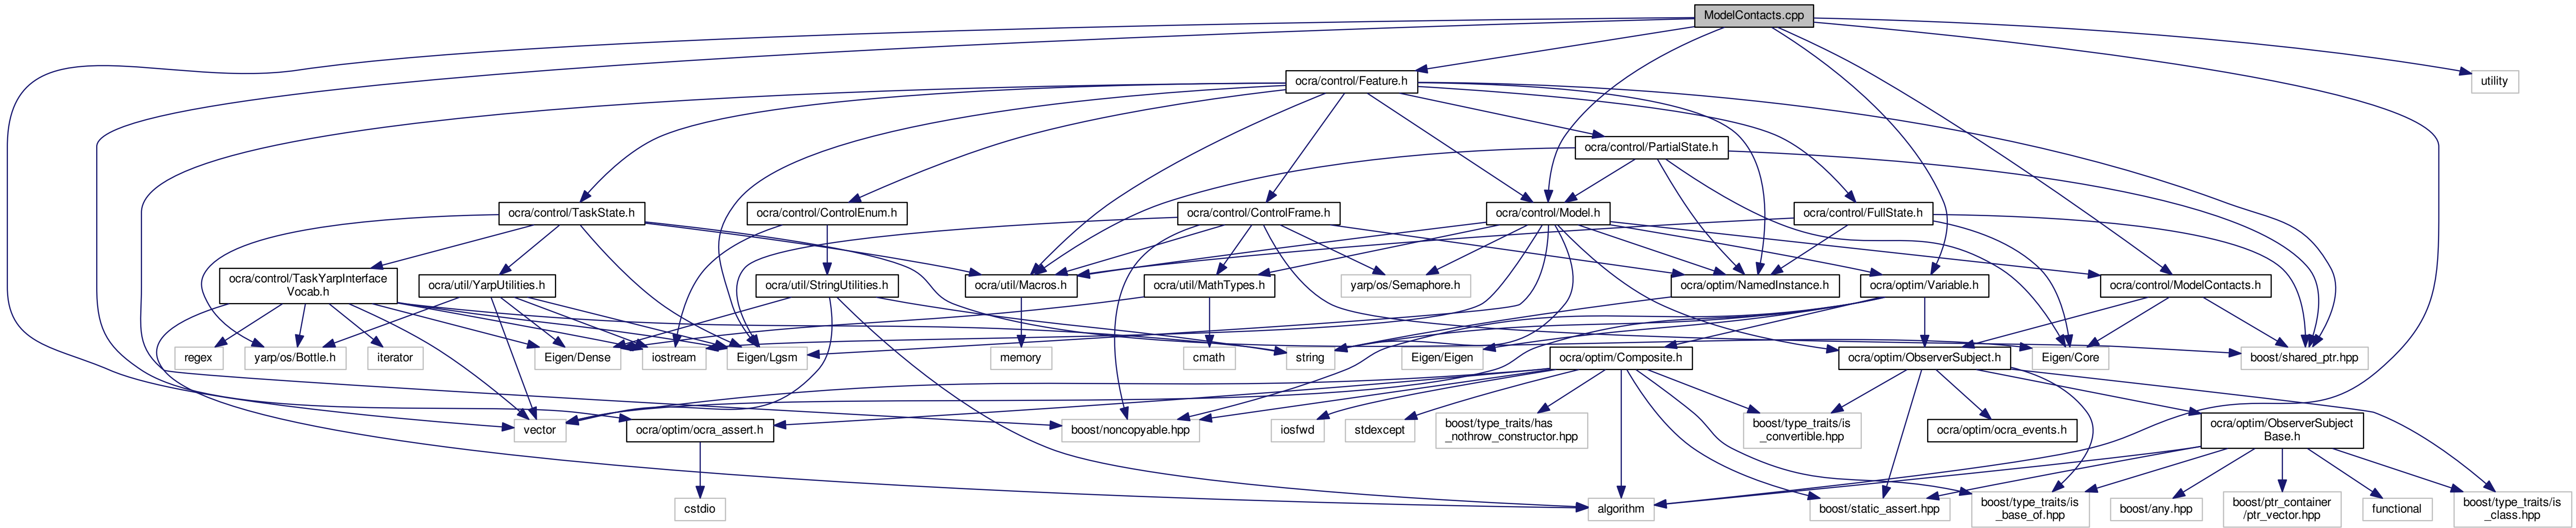 ModelContacts.cpp
ocra/control/Feature.h
utility
ocra/control/PartialState.h
ocra/control/TaskState.h
ocra/control/ControlEnum.h
ocra/control/ControlFrame.h
ocra/control/Model.h
ocra/control/FullState.h
ocra/control/TaskYarpInterface
Vocab.h
ocra/util/YarpUtilities.h
ocra/util/StringUtilities.h
ocra/util/Macros.h
ocra/util/MathTypes.h
yarp/os/Semaphore.h
ocra/optim/NamedInstance.h
ocra/optim/Variable.h
ocra/control/ModelContacts.h
regex
yarp/os/Bottle.h
iterator
Eigen/Dense
iostream
Eigen/Lgsm
memory
cmath
string
Eigen/Eigen
ocra/optim/Composite.h
ocra/optim/ObserverSubject.h
Eigen/Core
boost/shared_ptr.hpp
vector
ocra/optim/ocra_assert.h
boost/noncopyable.hpp
iosfwd
stdexcept
boost/type_traits/has
_nothrow_constructor.hpp
boost/type_traits/is
_convertible.hpp
ocra/optim/ocra_events.h
ocra/optim/ObserverSubject
Base.h
cstdio
algorithm
boost/static_assert.hpp
boost/type_traits/is
_base_of.hpp
boost/any.hpp
boost/ptr_container
/ptr_vector.hpp
functional
boost/type_traits/is
_class.hpp